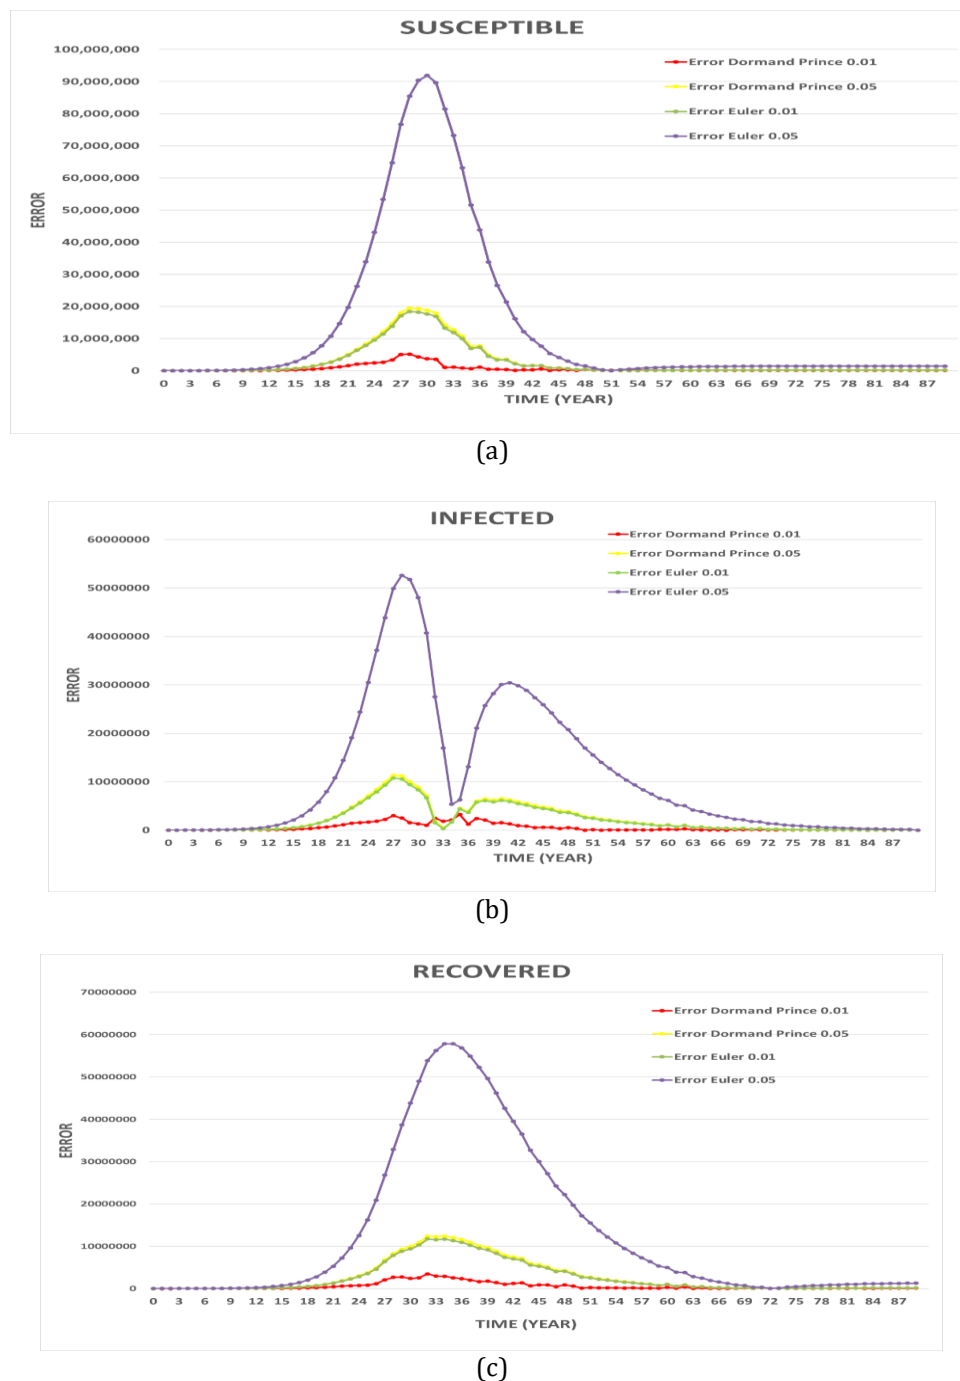 SUSCEPTIBLE
100,000,000
90,000,000
80,000,000
70,000,000
60,000,000
50,000,000
40,000,000
30,000,000
20,000,000
10,000,000
0
ERROR
Error Dormand Prince 0.01
Error Dormand Prince 0.05
Error Euler 0.01
Error Euler 0.05
0 3 6 9 12 15 18 21 24 27 30 33 36 39 42 45 48 51 54 57 60 63 66 69 72 75 78 81 84 87
TIME (YEAR)
(a)
INFECTED
60000000
50000000
40000000
30000000
20000000
10000000
0
ERROR
Error Dormand Prince 0.01
Error Dormand Prince 0.05
Error Euler 0.01
Error Euler 0.05
0 3 6 9 12 15 18 21 24 27 30 33 36 39 42 45 48 51 54 57 60 63 66 69 72 75 78 81 84 87
TIME (YEAR)
(b)
RECOVERED
70000000
60000000
50000000
40000000
30000000
20000000
10000000
0
ERROR
Error Dormand Prince 0.01
Error Dormand Prince 0.05
Error Euler 0.01
Error Euler 0.05
0 3 6 9 12 15 18 21 24 27 30 33 36 39 42 45 48 51 54 57 60 63 66 69 72 75 78 81 84 87
TIME (YEAR)
(c)